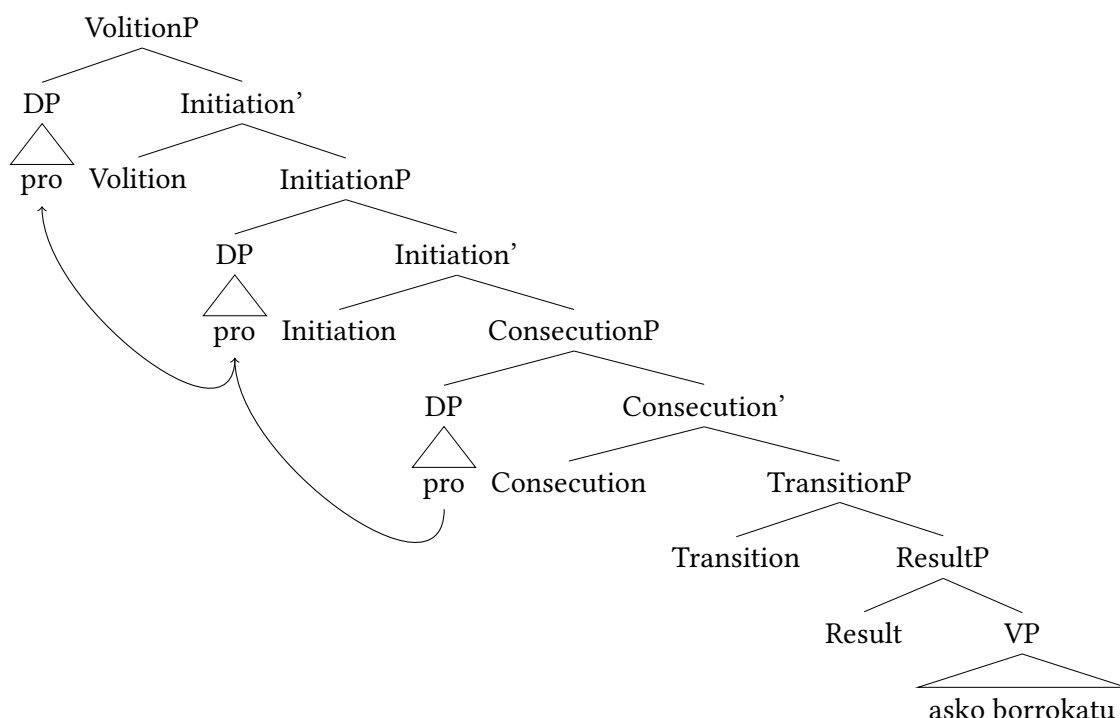 VolitionP
DP Initiation’
pro Volition InitiationP
DP Initiation’
pro Initiation ConsecutionP
DP Consecution’
pro Consecution TransitionP
Transition ResultP
Result VP
asko borrokatu